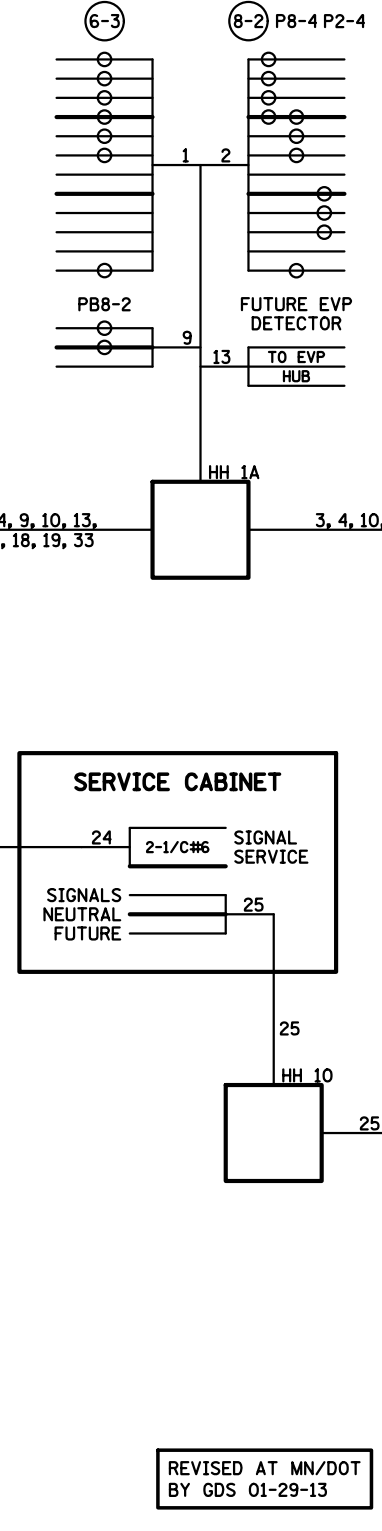 6-3
8-2 P8-4 P2-4
1 2
PB8-2
FUTURE EVP
DETECTOR
9
13
TO EVP
HUB
HH 1A
4, 9, 10, 13,
, 18, 19, 33
3, 4, 10,
SERVICE CABINET
24
2-1/C#6
SIGNAL
SERVICE
SIGNALS
NEUTRAL
FUTURE
25
25
HH 10
25
REVISED AT MN/DOT
BY GDS 01-29-13